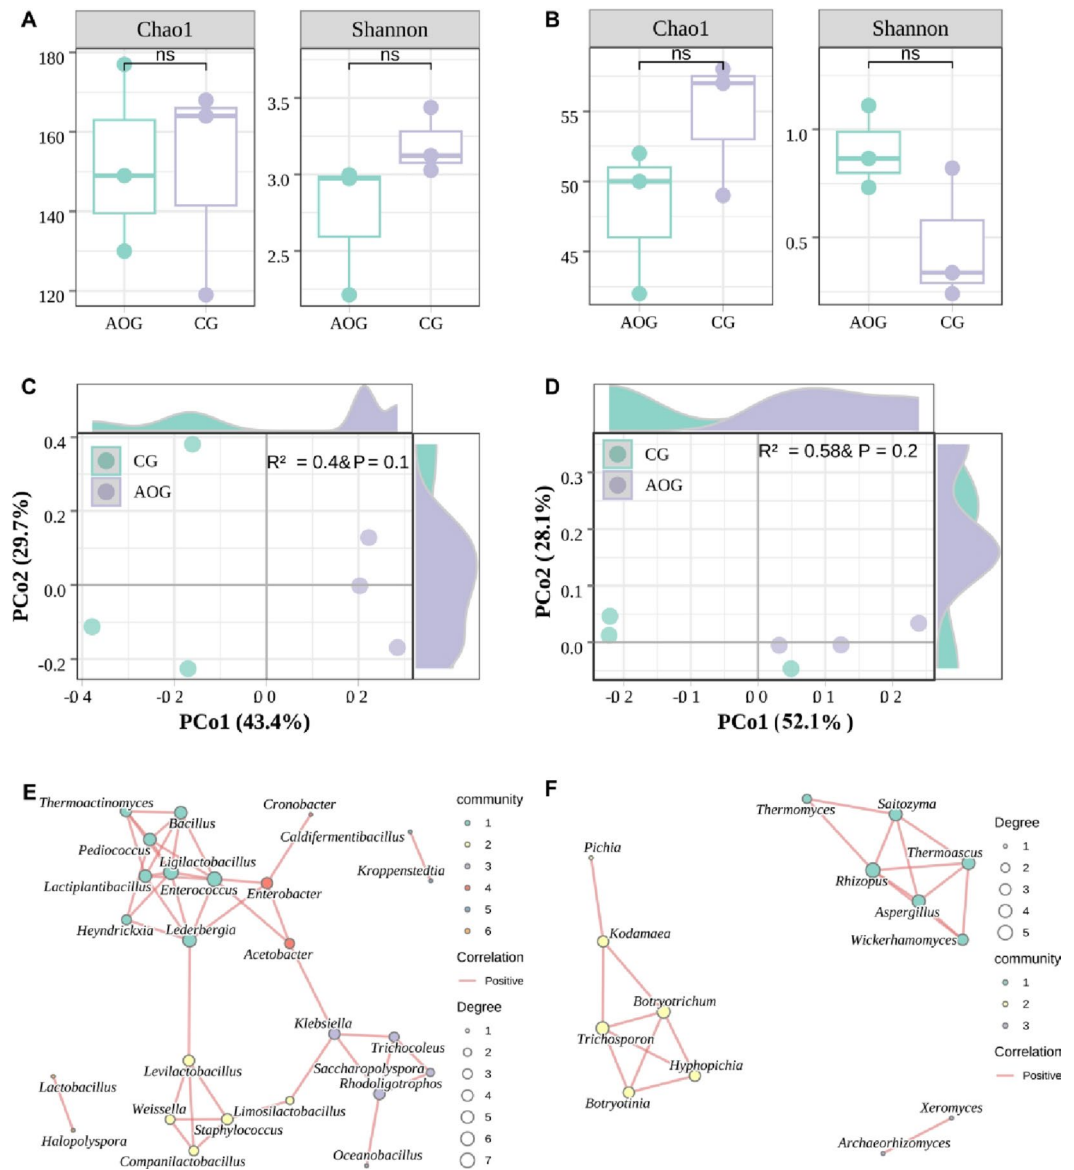 A
Chao1
Shannon
ns
ns
180
160
140
120
3.5
3.0
2.5
AOG
CG
AOG
CG
B
Chao1
Shannon
ns
ns
55
50
45
1.0
0.5
AOG
CG
AOG
CG
C
CG
AOG
R² = 0.4& P = 0.1
0.4
0.2
0.0
-0.2
PCo2 (29.7%)
-0 4
-0 2
0 0
0 2
PCo1 (43.4%)
D
CG
AOG
R² = 0.58& P = 0.2
0.3
0.2
0.1
0.0
PCo2 (28.1%)
-0 2
-0 1
0 0
0 1
0 2
PCo1 (52.1% )
E
Thermoactinomyces
Bacillus
Pediococcus
Ligilactobacillus
Lactiplantibacillus
Enterococcus
Heyndrickxia
Lederbergia
Cronobacter
Caldifermentibacillus
Kroppenstedtia
Enterobacter
Acetobacter
Klebsiella
Trichocoleus
Saccharopolyspora
Rhodoligotrophos
Levilactobacillus
Lactobacillus
Weissella
Limosilactobacillus
Staphylococcus
Halopolyspora
Companilactobacillus
Oceanobacillus
community
1
2
3
4
5
6
Correlation
Positive
Degree
1
2
3
4
5
6
7
F
Thermomyces
Saitozyma
Pichia
Thermoascus
Rhizopus
Aspergillus
Wickerhamomyces
Kodamaea
Botryotrichum
Trichosporon
Hyphopichia
Botryotinia
Xeromyces
Archaeorhizomyces
Degree
1
2
3
4
5
community
1
2
3
Correlation
Positive